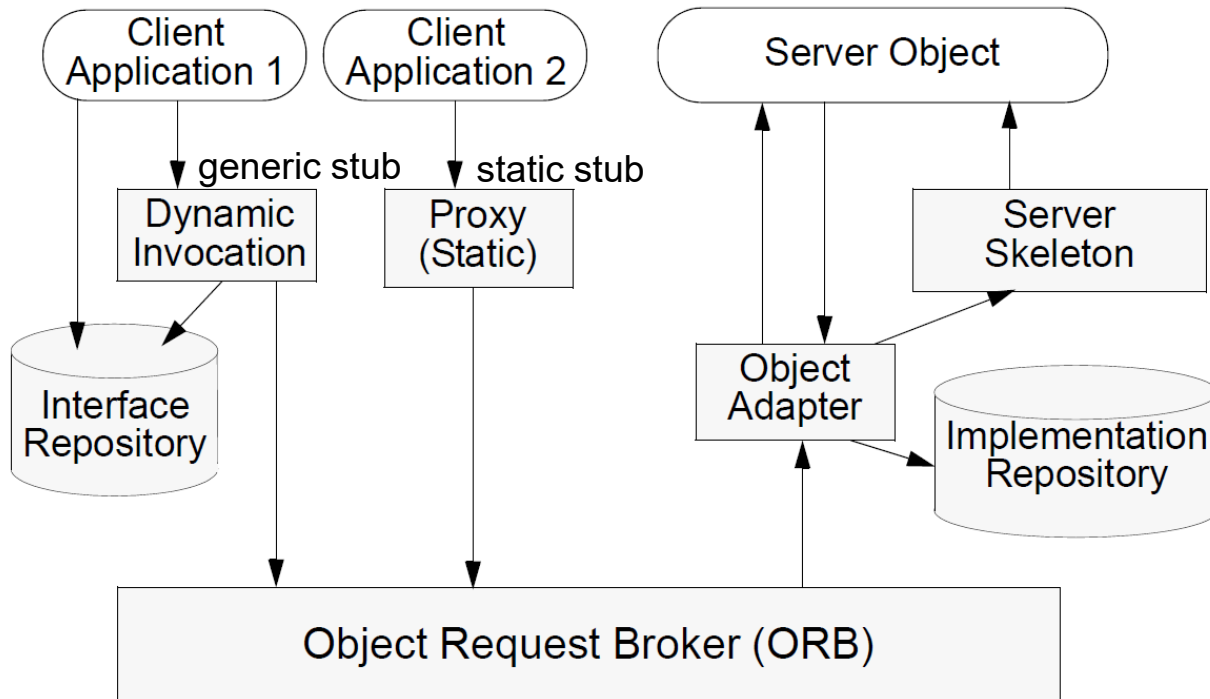 Client
Application 1
Client
Application 2
Server Object
generic stub
static stub
Dynamic
Invocation
Proxy
(Static)
Server
Skeleton
Interface
Repository
Object
Adapter
Implementation
Repository
Object Request Broker (ORB)